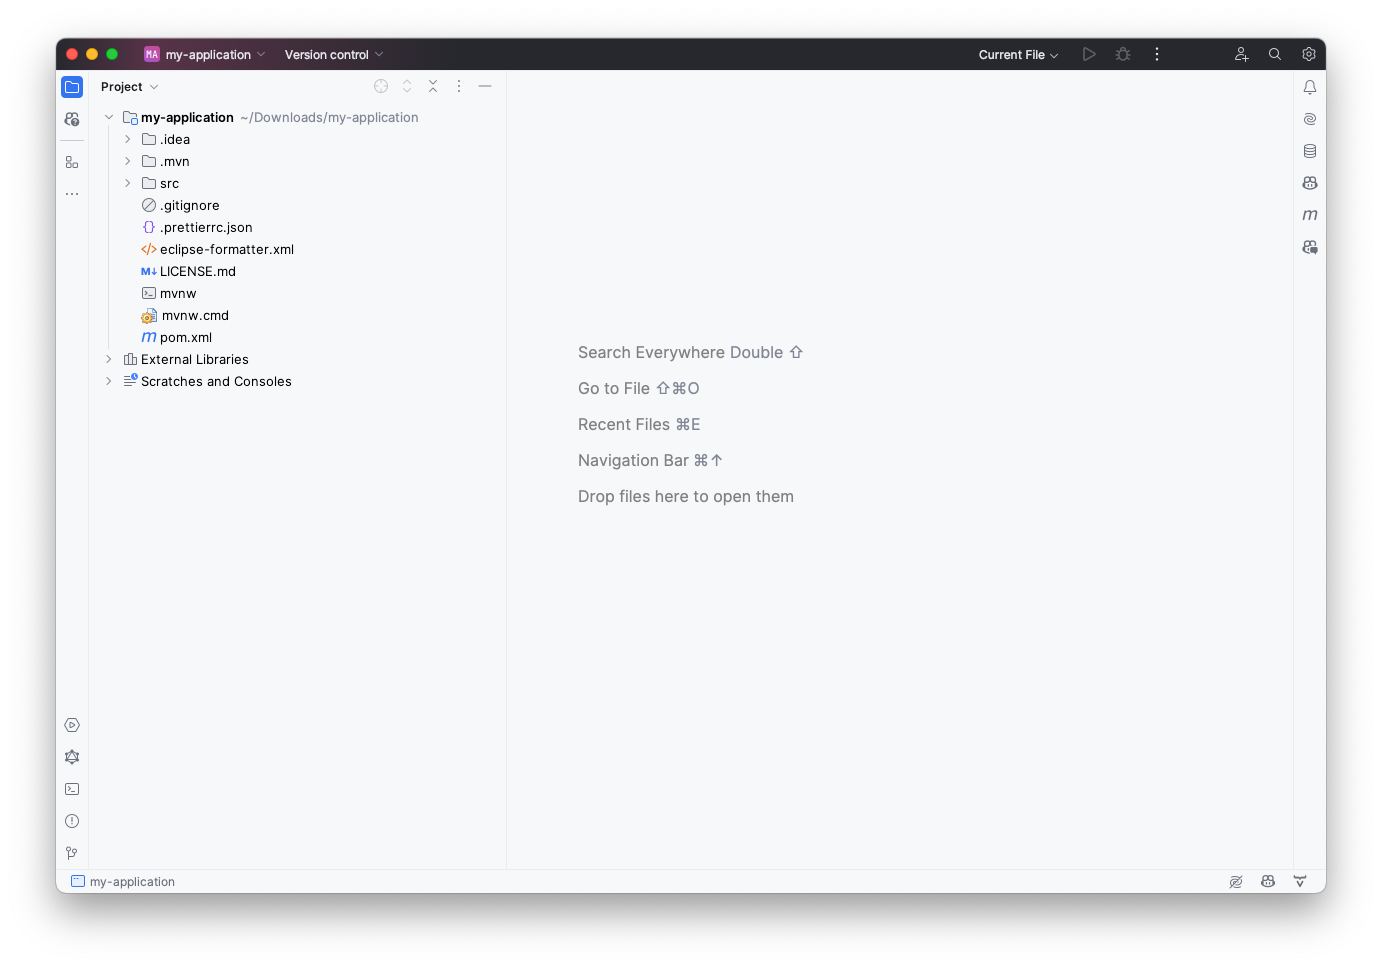 MA my-application Version control Current File
Project
my-application ~/Downloads/my-application
.idea
.mvn
src
.gitignore
.prettierrc.json
eclipse-formatter.xml
LICENSE.md
mvnw
mvnw.cmd
pom.xml
External Libraries
Scratches and Consoles
Search Everywhere Double ⇧
Go to File ⇧⌘O
Recent Files ⌘E
Navigation Bar ⌘↑
Drop files here to open them
my-application